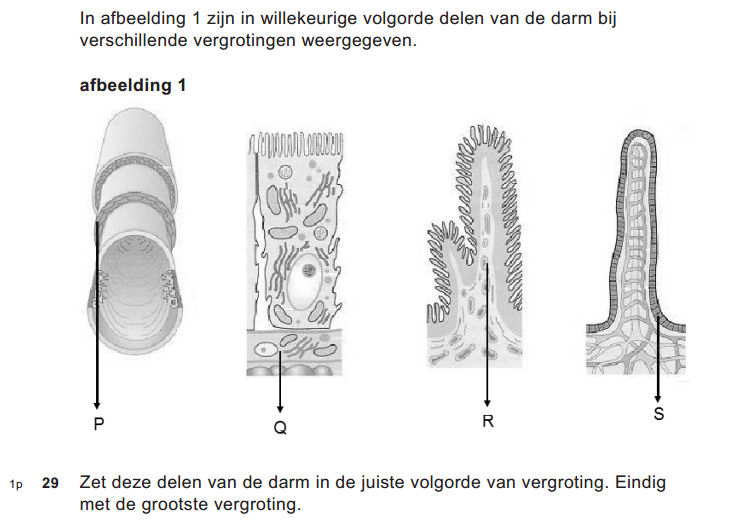 In afbeelding 1 zijn in willekeurige volgorde delen van de darm bij
verschillende vergrotingen weergegeven.
afbeelding 1
P
Q
R
S
1p 29 Zet deze delen van de darm in de juiste volgorde van vergroting. Eindig
met de grootste vergroting.